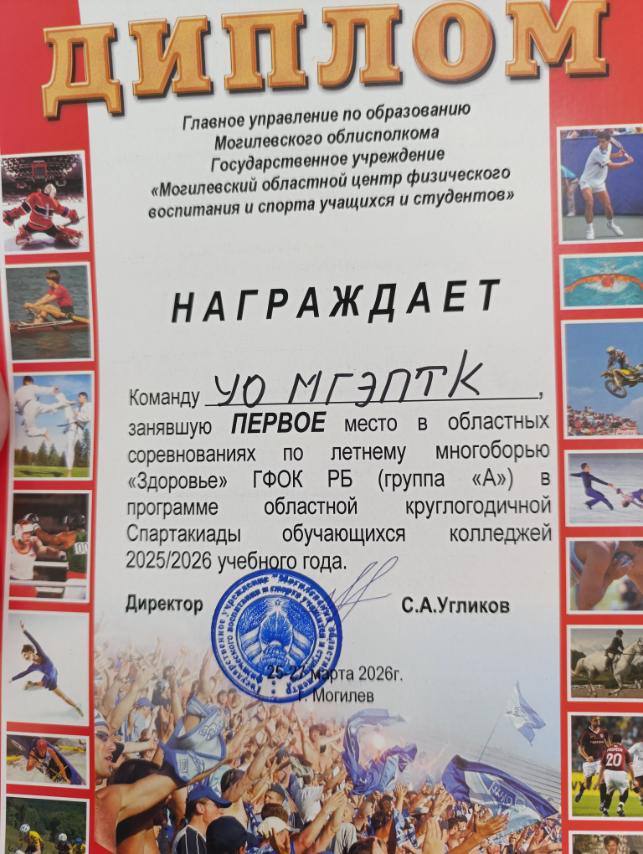 ДИПЛОМ
Главное управление по образованию
Могилевского облисполкома
Государственное учреждение
«Могилевский областной центр физического
воспитания и спорта учащихся и студентов»
НАГРАЖДАЕТ
Команду УО МГЭПТК,
занявшую ПЕРВОЕ место в областных
соревнованиях по летнему многоборью
«Здоровье» ГФОК РБ (группа «А») в
программе областной круглогодичной
Спартакиады обучающихся колледжей
2025/2026 учебного года.
Директор С.А.Угликов
25-27 марта 2026г.
г. Могилев
20